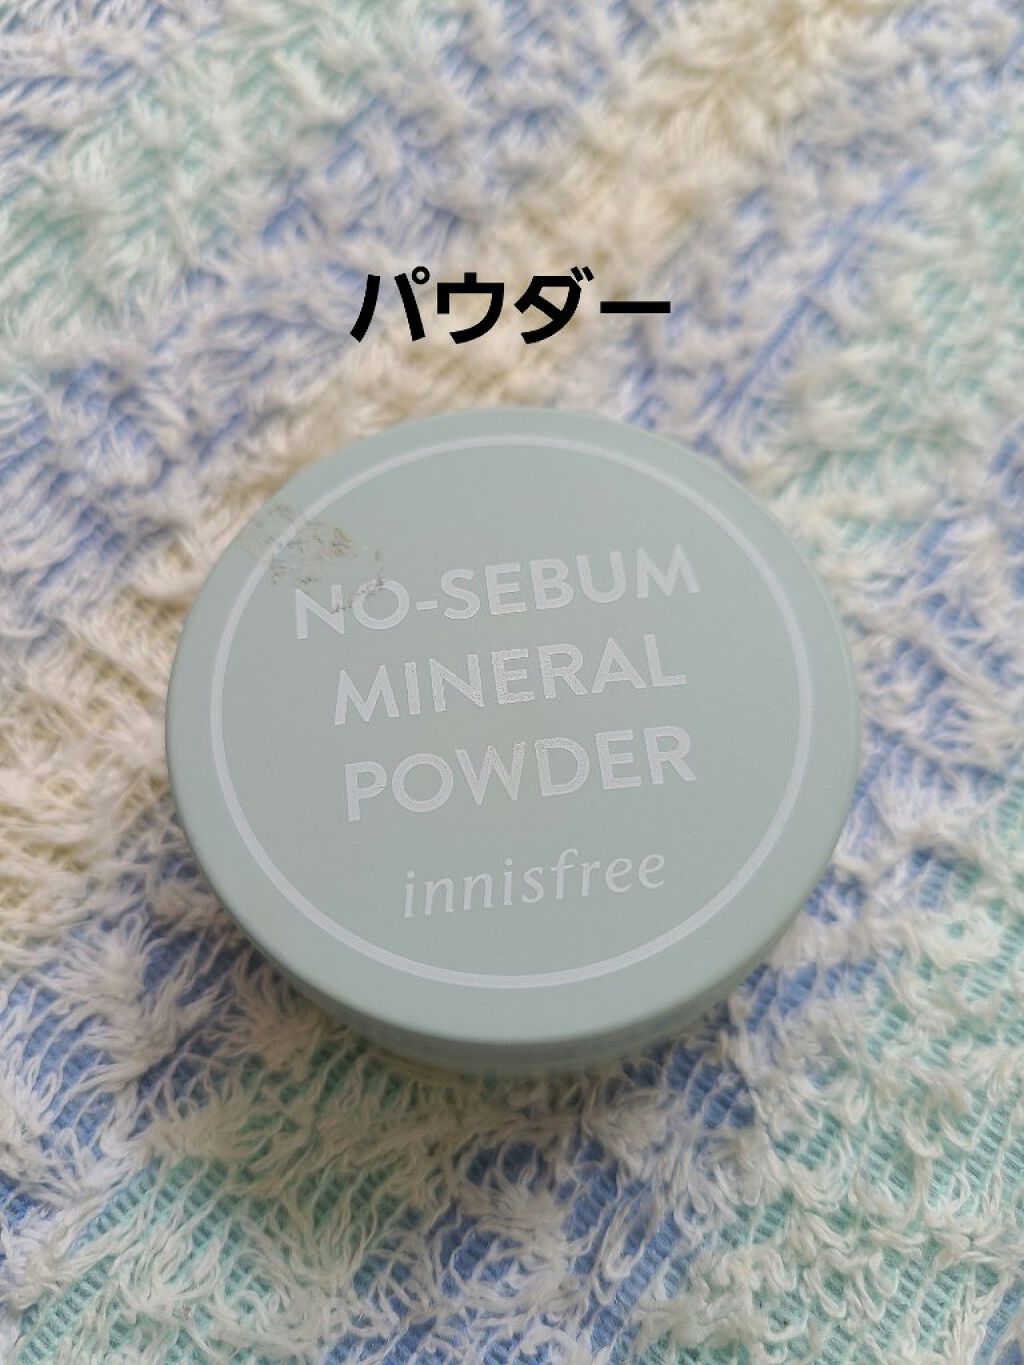 パウダー
NO-SEBUM
MINERAL
POWDER
innisfree